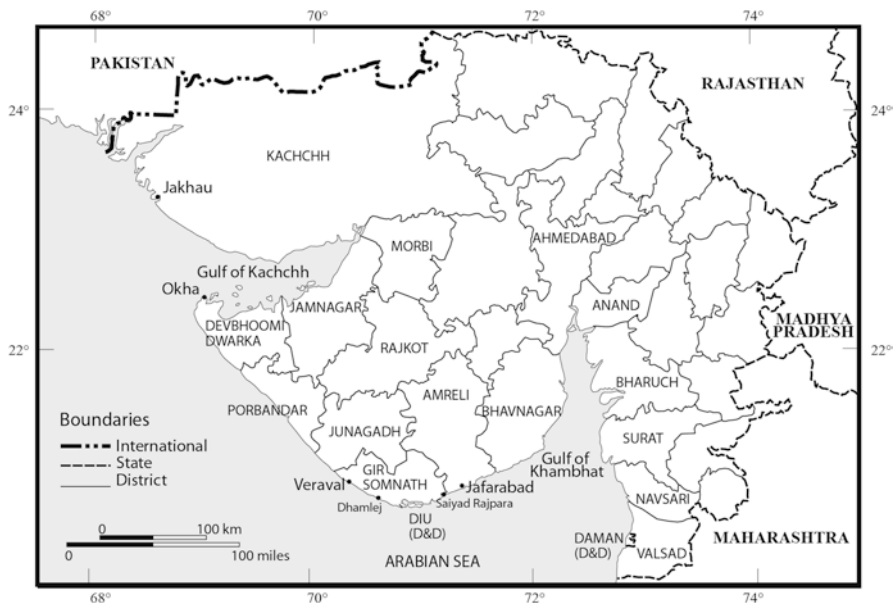 68°
70°
72°
74°
PAKISTAN
RAJASTHAN
24°
24°
KACHCHH
Jakhau
MORBI
AHMEDABAD
Gulf of Kachchh
Okha
JAMNAGAR
ANAND
DEVBHOOMI
DWARKA
MADHYA
PRADESH
22°
22°
RAJKOT
BHARUCH
AMRELI
PORBANDAR
BHAVNAGAR
Boundaries
International
State
District
JUNAGADH
SURAT
Gulf of
Khambhat
GIR
SOMNATH
Veraval
Jafarabad
Dhamlej
Saiyad Rajpara
NAVSARI
DIU
(D&D)
0 100 km
0 100 miles
DAMAN
(D&D)
VALSAD
MAHARASHTRA
ARABIAN SEA
68°
70°
72°
74°